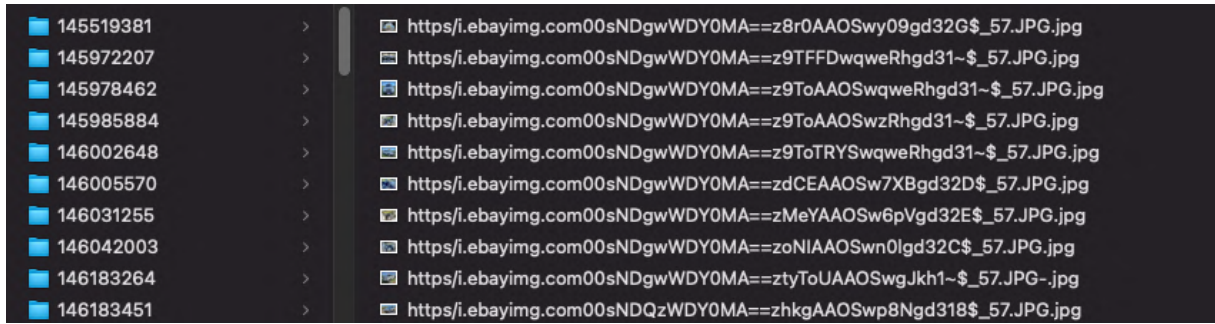 145519381
https/i.ebayimg.com00sNDgwWDY0MA==z8r0AAOSwy09gd32G$_57.JPG.jpg
145972207
https/i.ebayimg.com00sNDgwWDY0MA==z9TFFDwqweRhgd31~$_57.JPG.jpg
145978462
https/i.ebayimg.com00sNDgwWDY0MA==z9ToAAOSwqweRhgd31~$_57.JPG.jpg
145985884
https/i.ebayimg.com00sNDgwWDY0MA==z9ToAAOSwzRhgd31~$_57.JPG.jpg
146002648
https/i.ebayimg.com00sNDgwWDY0MA==z9ToTRYSwqweRhgd31~$_57.JPG.jpg
146005570
https/i.ebayimg.com00sNDgwWDY0MA==zdCEAAOSw7XBgd32D$_57.JPG.jpg
146031255
https/i.ebayimg.com00sNDgwWDY0MA==zMeYAAOSw6pVgd32E$_57.JPG.jpg
146042003
https/i.ebayimg.com00sNDgwWDY0MA==zoNIAAOSwn0lgd32C$_57.JPG.jpg
146183264
https/i.ebayimg.com00sNDgwWDY0MA==ztyToUAAOSwgJkh1~$_57.JPG-.jpg
146183451
https/i.ebayimg.com00sNDQzWDY0MA==zhkgAAOSwp8Ngd318$_57.JPG.jpg